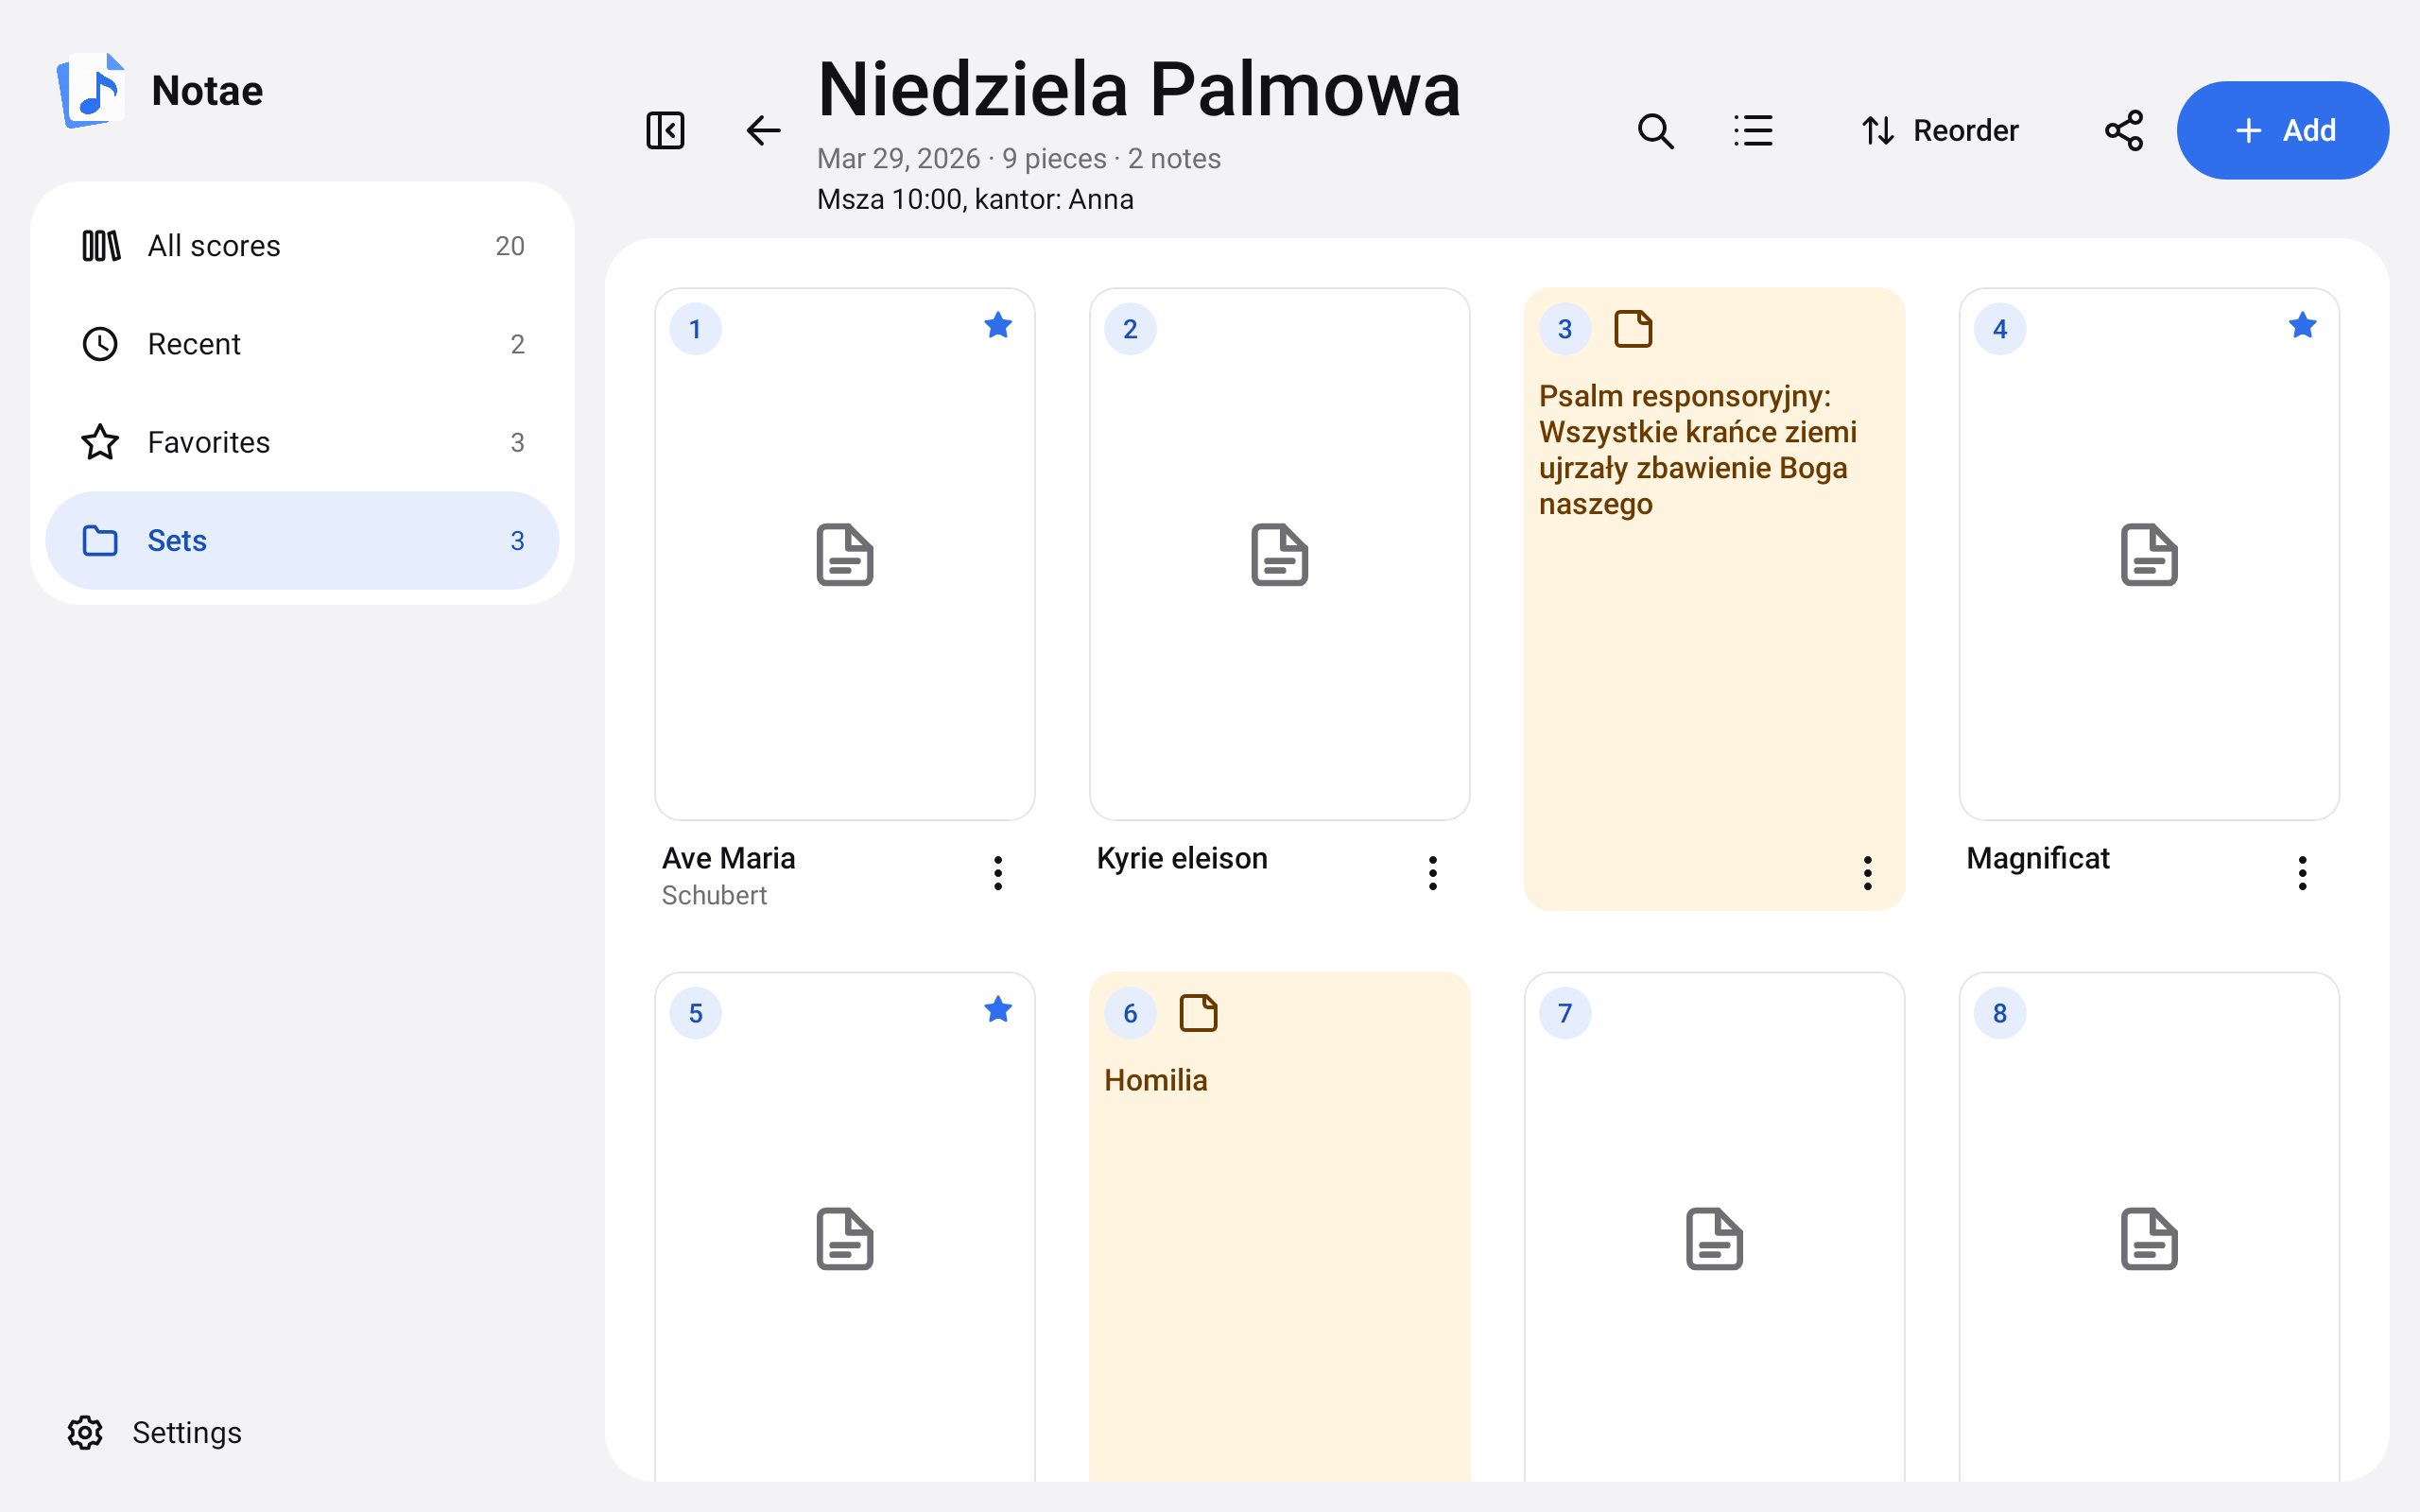 Notae
All scores 20
Recent 2
Favorites 3
Sets 3
Settings
Niedziela Palmowa
Mar 29, 2026 · 9 pieces · 2 notes
Msza 10:00, kantor: Anna
Reorder
Add
1
2
3
Psalm responsoryjny:
Wszystkie krańce ziemi
ujrzały zbawienie Boga
naszego
4
Ave Maria
Schubert
Kyrie eleison
Magnificat
5
6
Homilia
7
8